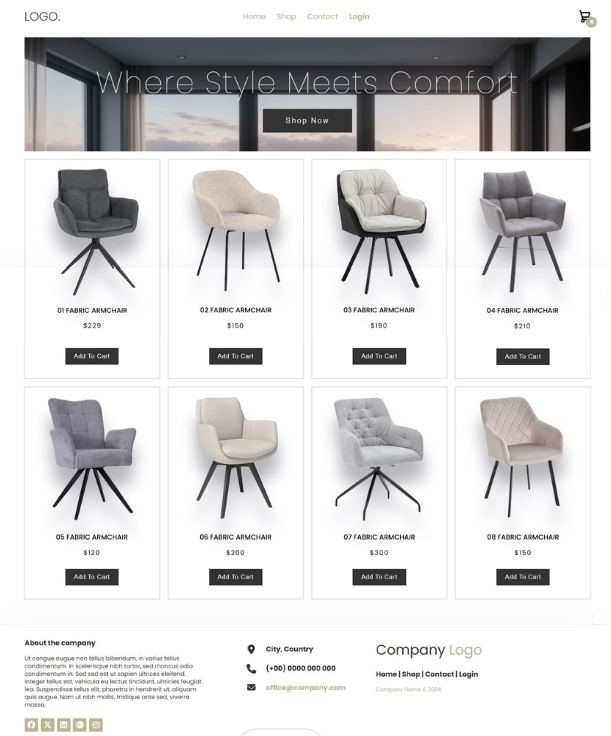 LOGO.
Home Shop Contact Login
4
Where Style Meets Comfort
Shop Now
01 FABRIC ARMCHAIR
$229
Add To Cart
02 FABRIC ARMCHAIR
$150
Add To Cart
03 FABRIC ARMCHAIR
$190
Add To Cart
04 FABRIC ARMCHAIR
$210
Add To Cart
05 FABRIC ARMCHAIR
$120
Add To Cart
06 FABRIC ARMCHAIR
$200
Add To Cart
07 FABRIC ARMCHAIR
$300
Add To Cart
08 FABRIC ARMCHAIR
$150
Add To Cart
About the company
Ut congue augue non tellus bibendum, in varius tellus
condimentum. In scelerisque nibh tortor, sed rhoncus odio
condimentum in. Sed sed est ut sapien ultrices eleifend.
Integer tellus est, vehicula eu lectus tincidunt, ultricies feugiat
leo. Suspendisse tellus elit, pharetra in hendrerit ut, aliquam
quis augue. Nam ut nibh mollis, tristique ante sed, viverra
massa.
City, Country
(+00) 0000 000 000
office@company.com
Company Logo
Home | Shop | Contact | Login
Company Name © 2024